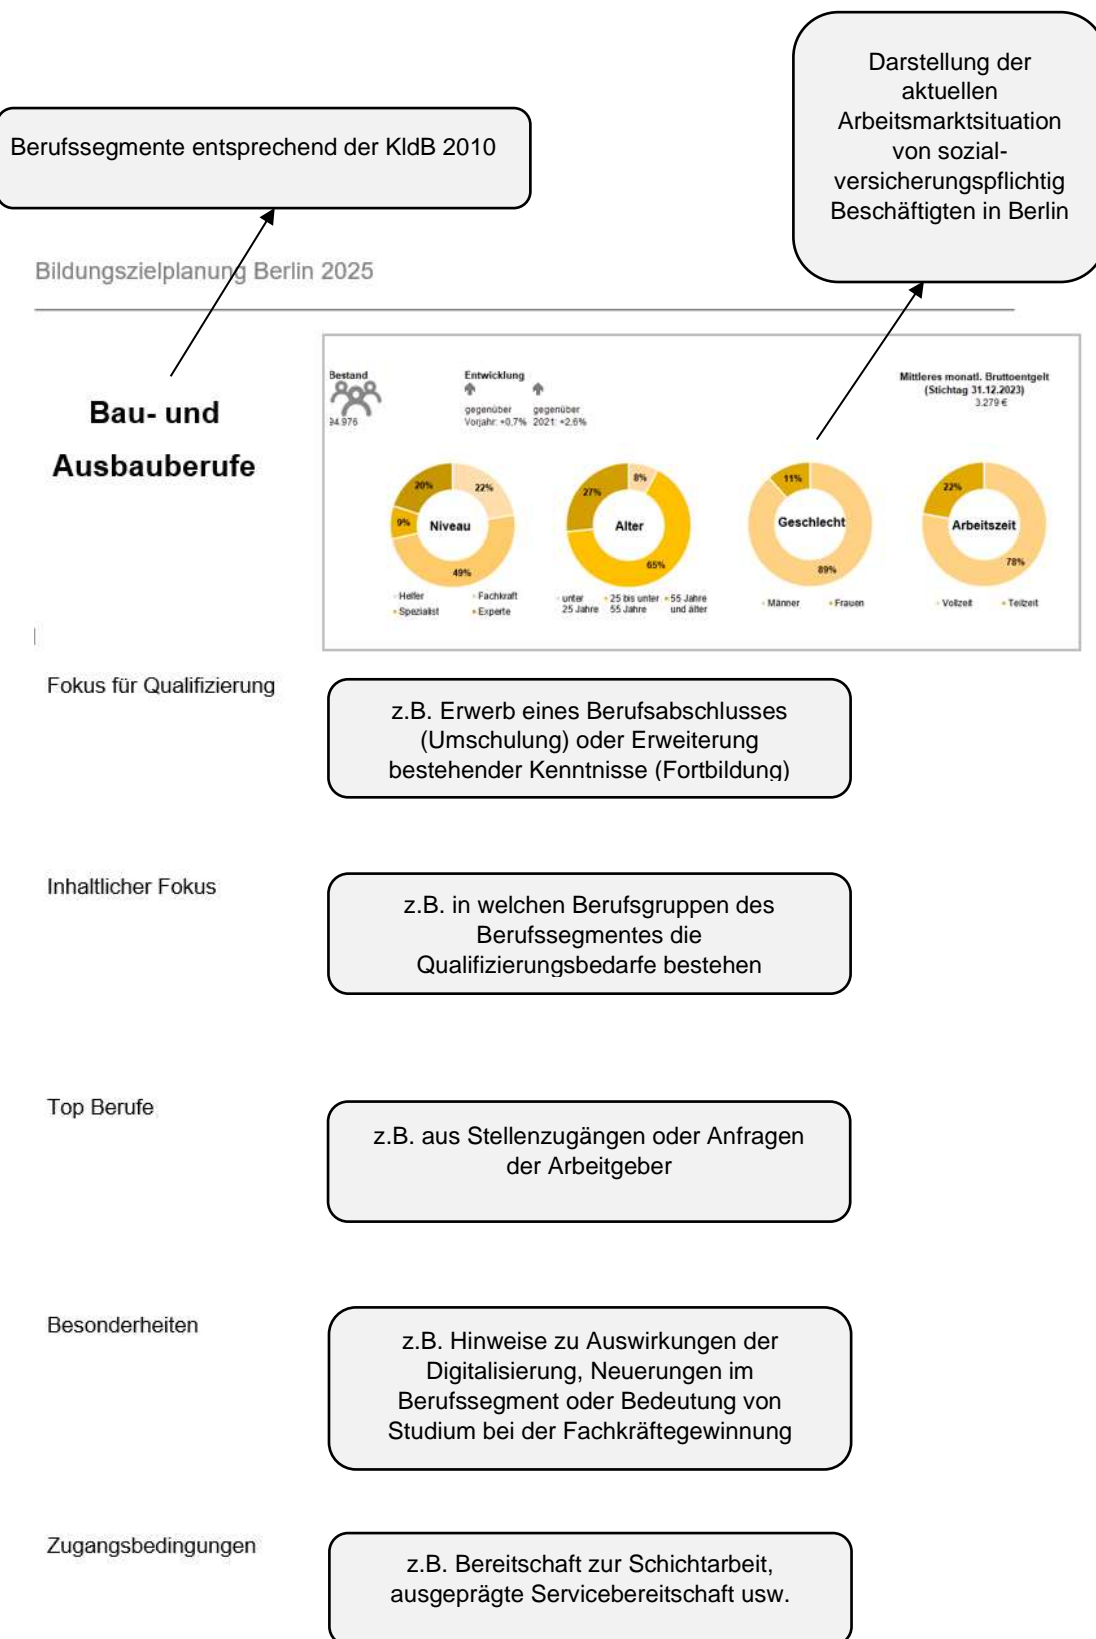 Darstellung der
aktuellen
Arbeitsmarktsituation
von sozial-
versicherungspflichtig
Beschäftigten in Berlin
Berufssegmente entsprechend der KldB 2010
Bildungszielplanung Berlin 2025
Bau- und
Ausbauberufe
Bestand
94.976
Entwicklung
gegenüber
Vorjahr: +0,7%
gegenüber
2021: +2,6%
Mittleres monatl. Bruttoentgelt
(Stichtag 31.12.2023)
3.279 €
20%
22%
9%
49%
Niveau
Helfer
Fachkraft
Spezialist
Experte
27%
8%
65%
Alter
unter
25 Jahre
25 bis unter
55 Jahre
55 Jahre
und älter
11%
89%
Geschlecht
Männer
Frauen
22%
78%
Arbeitszeit
Vollzeit
Teilzeit
Fokus für Qualifizierung
z.B. Erwerb eines Berufsabschlusses
(Umschulung) oder Erweiterung
bestehender Kenntnisse (Fortbildung)
Inhaltlicher Fokus
z.B. in welchen Berufsgruppen des
Berufssegmentes die
Qualifizierungsbedarfe bestehen
Top Berufe
z.B. aus Stellenzugängen oder Anfragen
der Arbeitgeber
Besonderheiten
z.B. Hinweise zu Auswirkungen der
Digitalisierung, Neuerungen im
Berufssegment oder Bedeutung von
Studium bei der Fachkräftegewinnung
Zugangsbedingungen
z.B. Bereitschaft zur Schichtarbeit,
ausgeprägte Servicebereitschaft usw.